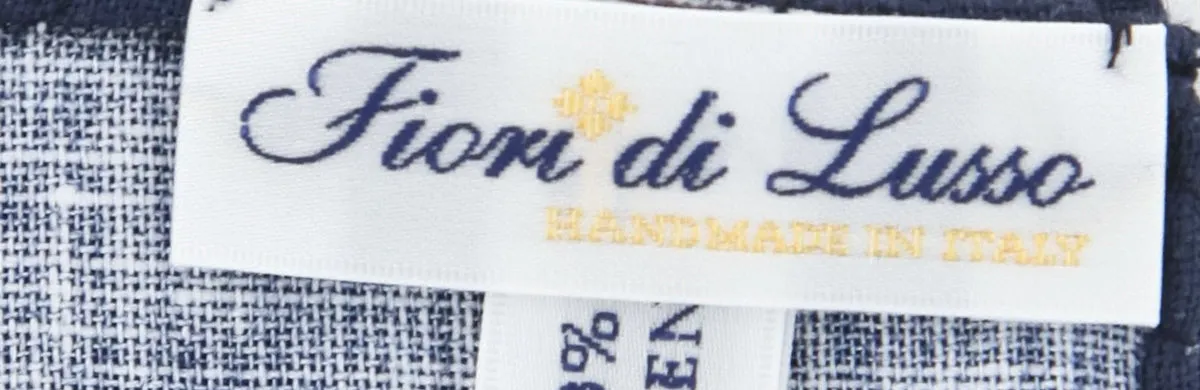 Fiori di Lusso
HANDMADE IN ITALY